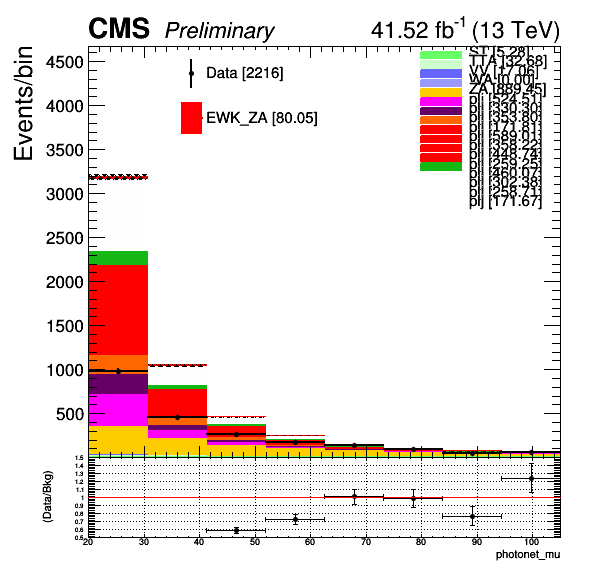 CMS Preliminary 41.52 fb⁻¹ (13 TeV)
Events/bin
4500
4000
3500
3000
2500
2000
1500
1000
500
Data [2216]
EWK_ZA [80.05]
ST [5.28]
TTA [32.68]
VV [17.06]
WA [0.00]
ZA [889.45]
plj [524.51]
plj [330.30]
plj [353.80]
plj [171.81]
plj [589.01]
plj [358.22]
plj [448.74]
plj [259.25]
plj [460.07]
plj [302.38]
plj [258.71]
plj [171.67]
(Data/Bkg)
1.5
1.4
1.3
1.2
1.1
1
0.9
0.8
0.7
0.6
0.5
20 30 40 50 60 70 80 90 100
photonet_mu